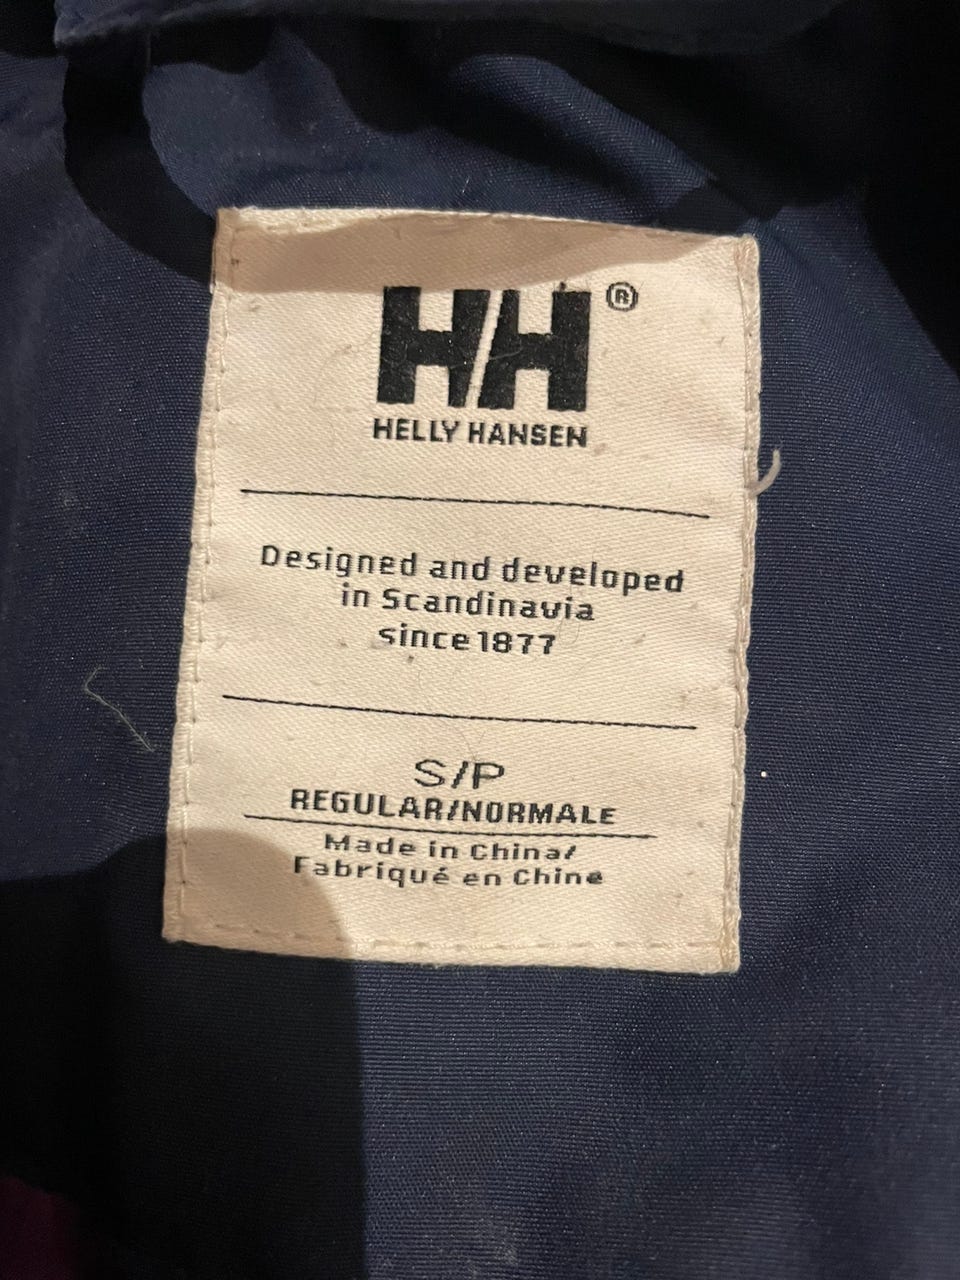 HH®
HELLY HANSEN
Designed and developed
in Scandinavia
since 1877
S/P
REGULAR/NORMALE
Made in China/
Fabriqué en Chine